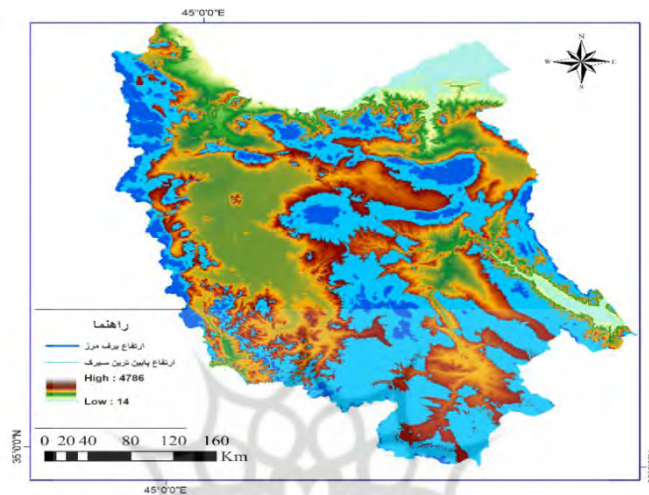 45°0'0"E
N
W
E
S
راهنما
ارتفاع برف مرز
ارتفاع پایین ترین سیرک
High : 4786
Low : 14
0 20 40 80 120 160
Km
35°0'0"N
45°0'0"E